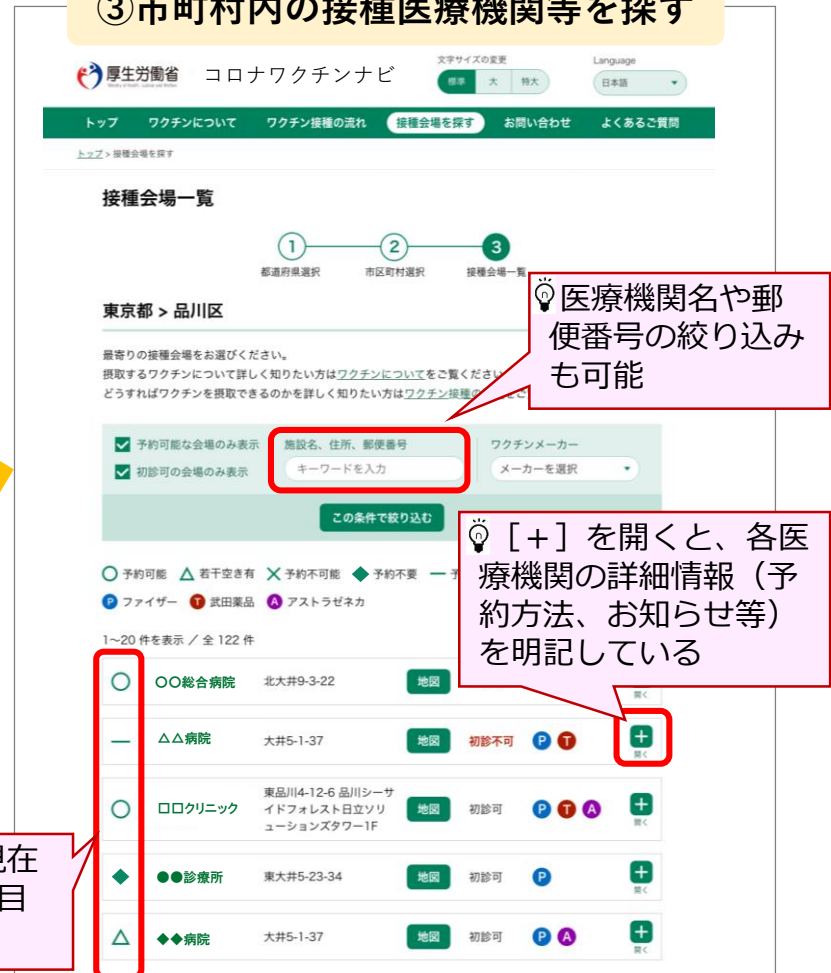 ③市町村内の接種医療機関等を探す
厚生労働省 コロナワクチンナビ
文字サイズの変更
標準 大 特大
Language
日本語
トップ ワクチンについて ワクチン接種の流れ 接種会場を探す お問い合わせ よくあるご質問
トップ > 接種会場を探す
接種会場一覧
1 2 3
都道府県選択 市区町村選択 接種会場一覧
東京都 > 品川区
医療機関名や郵
便番号の絞り込み
も可能
最寄りの接種会場をお選びください。
摂取するワクチンについて詳しく知りたい方はワクチンについてをご覧ください
どうすればワクチンを摂取できるのかを詳しく知りたい方はワクチン接種の
予約可能な会場のみ表示
初診可の会場のみ表示
施設名、住所、郵便番号
キーワードを入力
ワクチンメーカー
メーカーを選択
この条件で絞り込む
[+]を開くと、各医
療機関の詳細情報(予
約方法、お知らせ等)
を明記している
○ 予約可能 △ 若干空き有 ✕ 予約不可能 ◆ 予約不要 ー
P ファイザー T 武田薬品 A アストラゼネカ
1~20 件を表示 / 全 122 件
○ 〇〇総合病院 北大井9-3-22 地図 開く
ー △△病院 大井5-1-37 地図 初診不可 P T + 開く
○ 口口クリニック 東品川4-12-6 品川シーサ
イドフォレスト日立ソリ
ューションズタワー1F 地図 初診可 P T A + 開く
◆ ●●診療所 東大井5-23-34 地図 初診可 P + 開く
△ ◆◆病院 大井5-1-37 地図 初診可 P A + 開く
現在
目